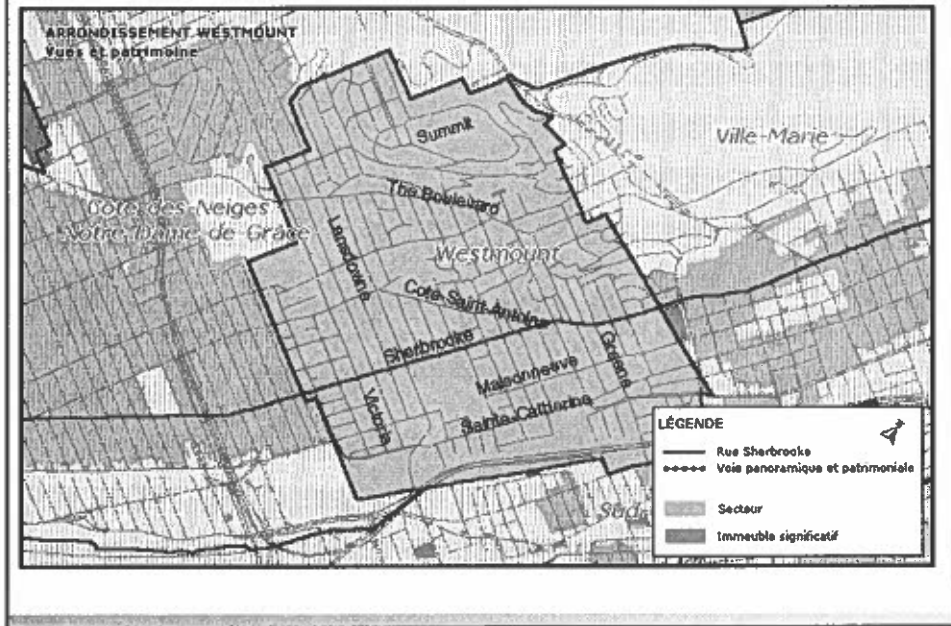 ARRONDISSEMENT WESTMOUNT
Vues et patrimoine
Summit
Ville-Marie
The Boulevard
Côte-des-Neiges
Notre-Dame-de-Grâce
Lansdowne
Westmount
Côte-Saint-Antoine
Sherbrooke
Greene
Maisonneuve
Victoria
Sainte-Catherine
LÉGENDE
Rue Sherbrooke
Voie panoramique et patrimoniale
Sud
Secteur
Immeuble significatif